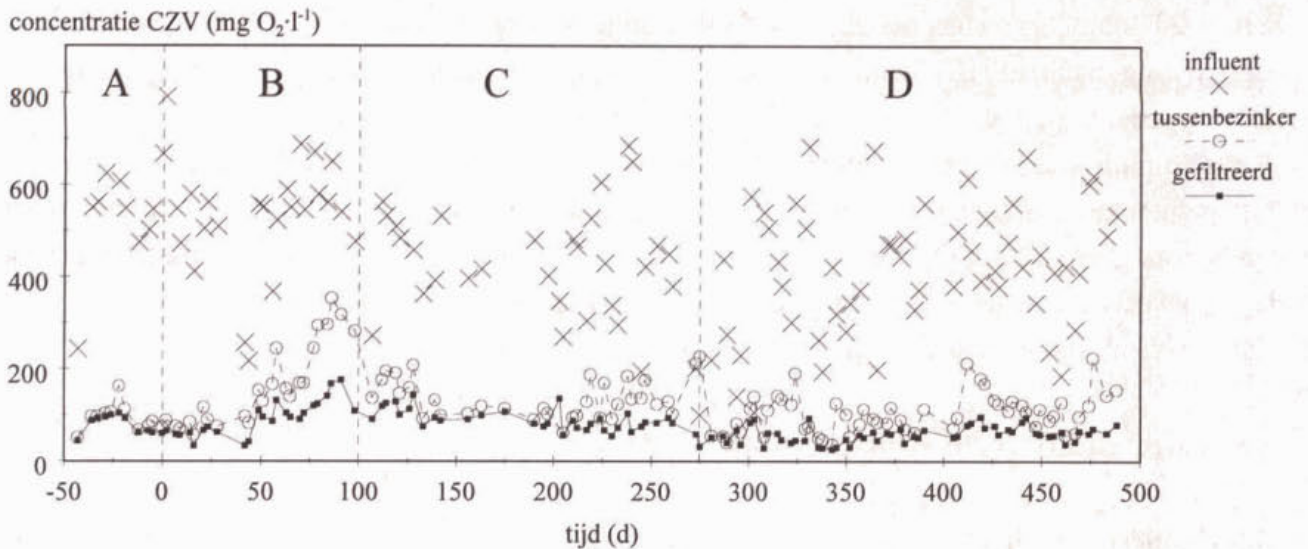 concentratie CZV (mg O₂·l⁻¹)
A B C D
800
600
400
200
0
-50 0 50 100 150 200 250 300 350 400 450 500
tijd (d)
influent
tussenbezinker
gefiltreerd